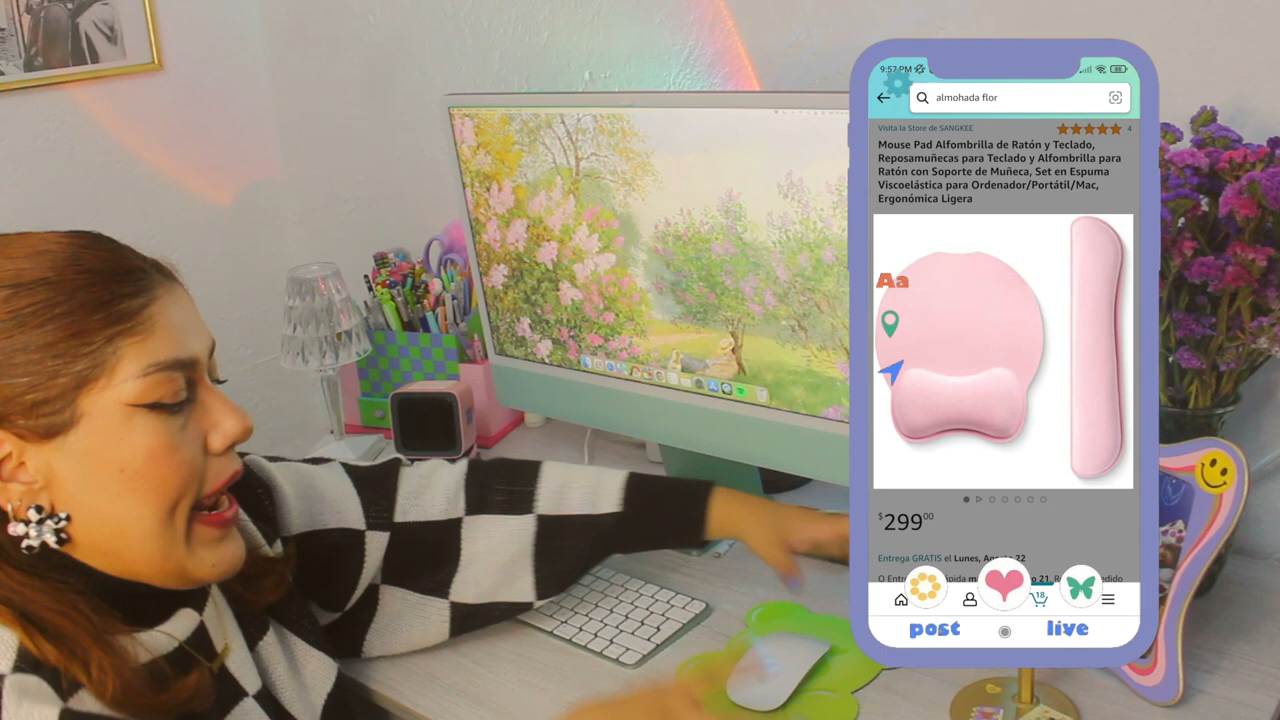 9:57 PM
almohada flor
Visita la Store de SANGKEE
4
Mouse Pad Alfombrilla de Ratón y Teclado,
Reposamuñecas para Teclado y Alfombrilla para
Ratón con Soporte de Muñeca, Set en Espuma
Viscoelástica para Ordenador/Portátil/Mac,
Ergonómica Ligera
Aa
$29900
Entrega GRATIS el Lunes, 22
18
post
live